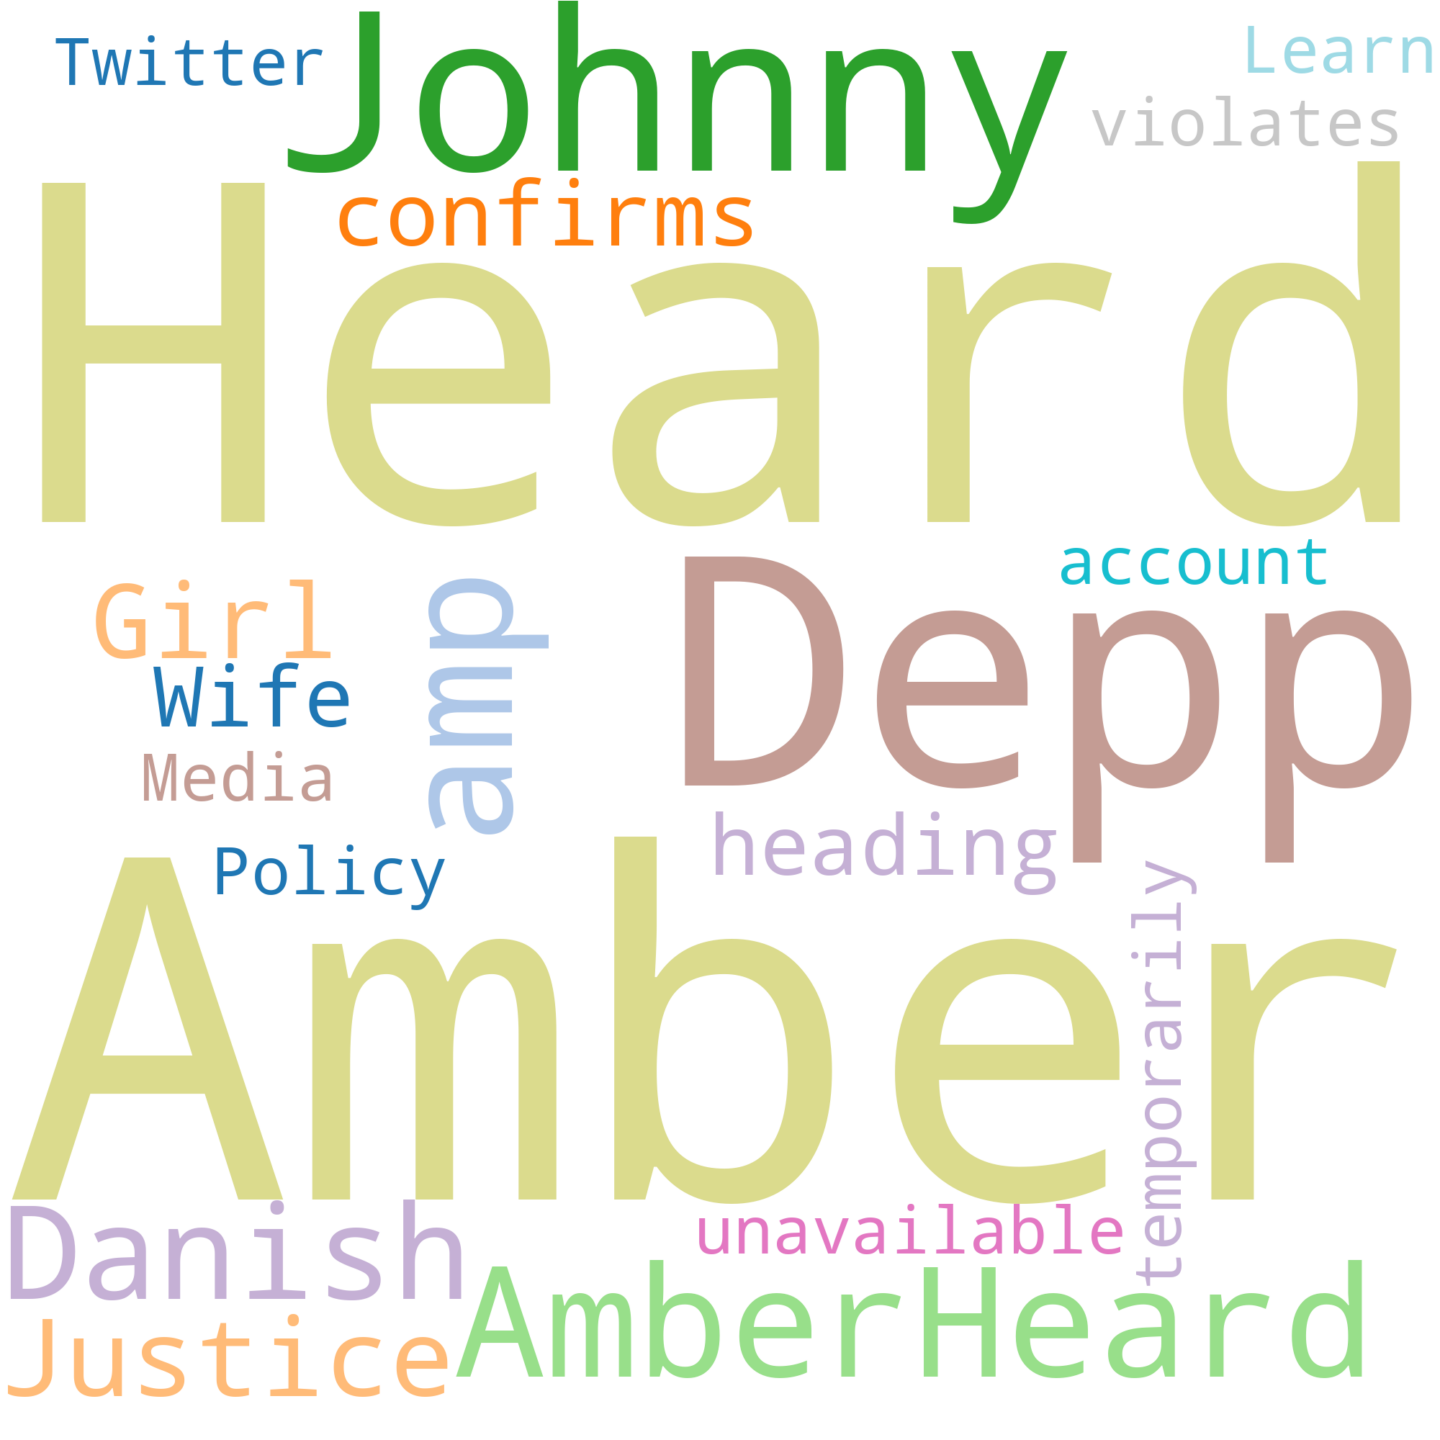 Twitter
Johnny
Learn
violates
confirms
Heard
account
Girl
amp
Depp
Wife
Media
heading
Policy
temporarily
Amber
Danish
unavailable
AmberHeard
Justice